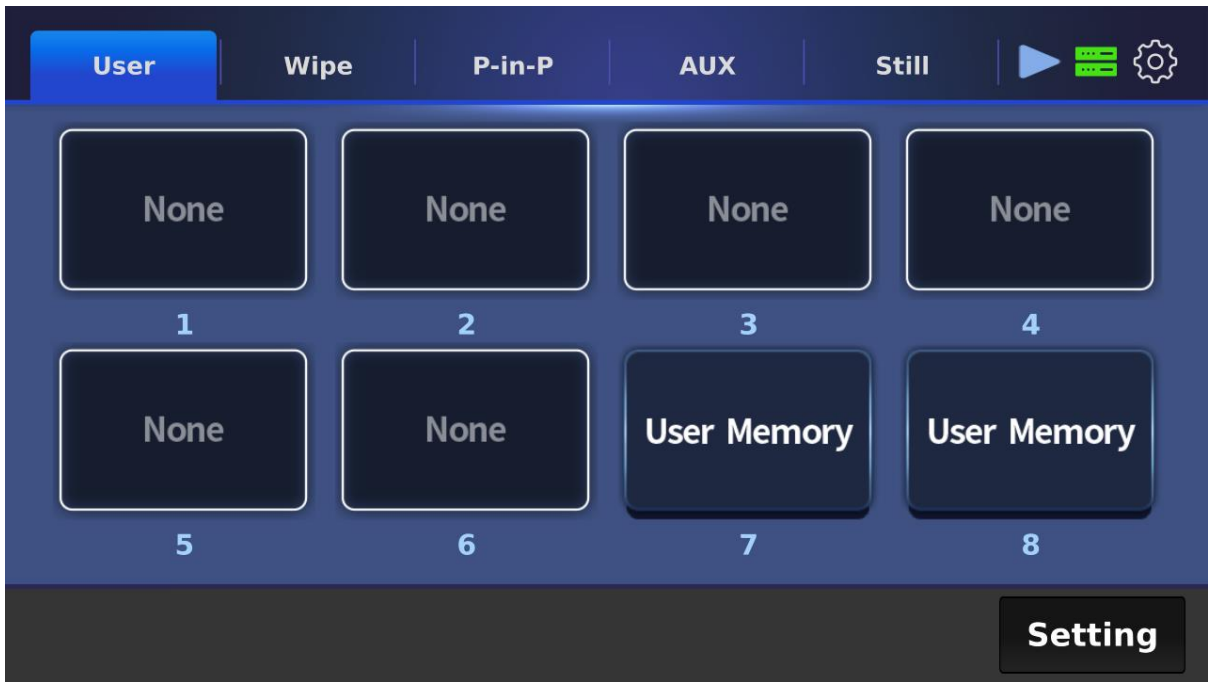 User Wipe P-in-P AUX Still
None None None None
1 2 3 4
None None User Memory User Memory
5 6 7 8
Setting